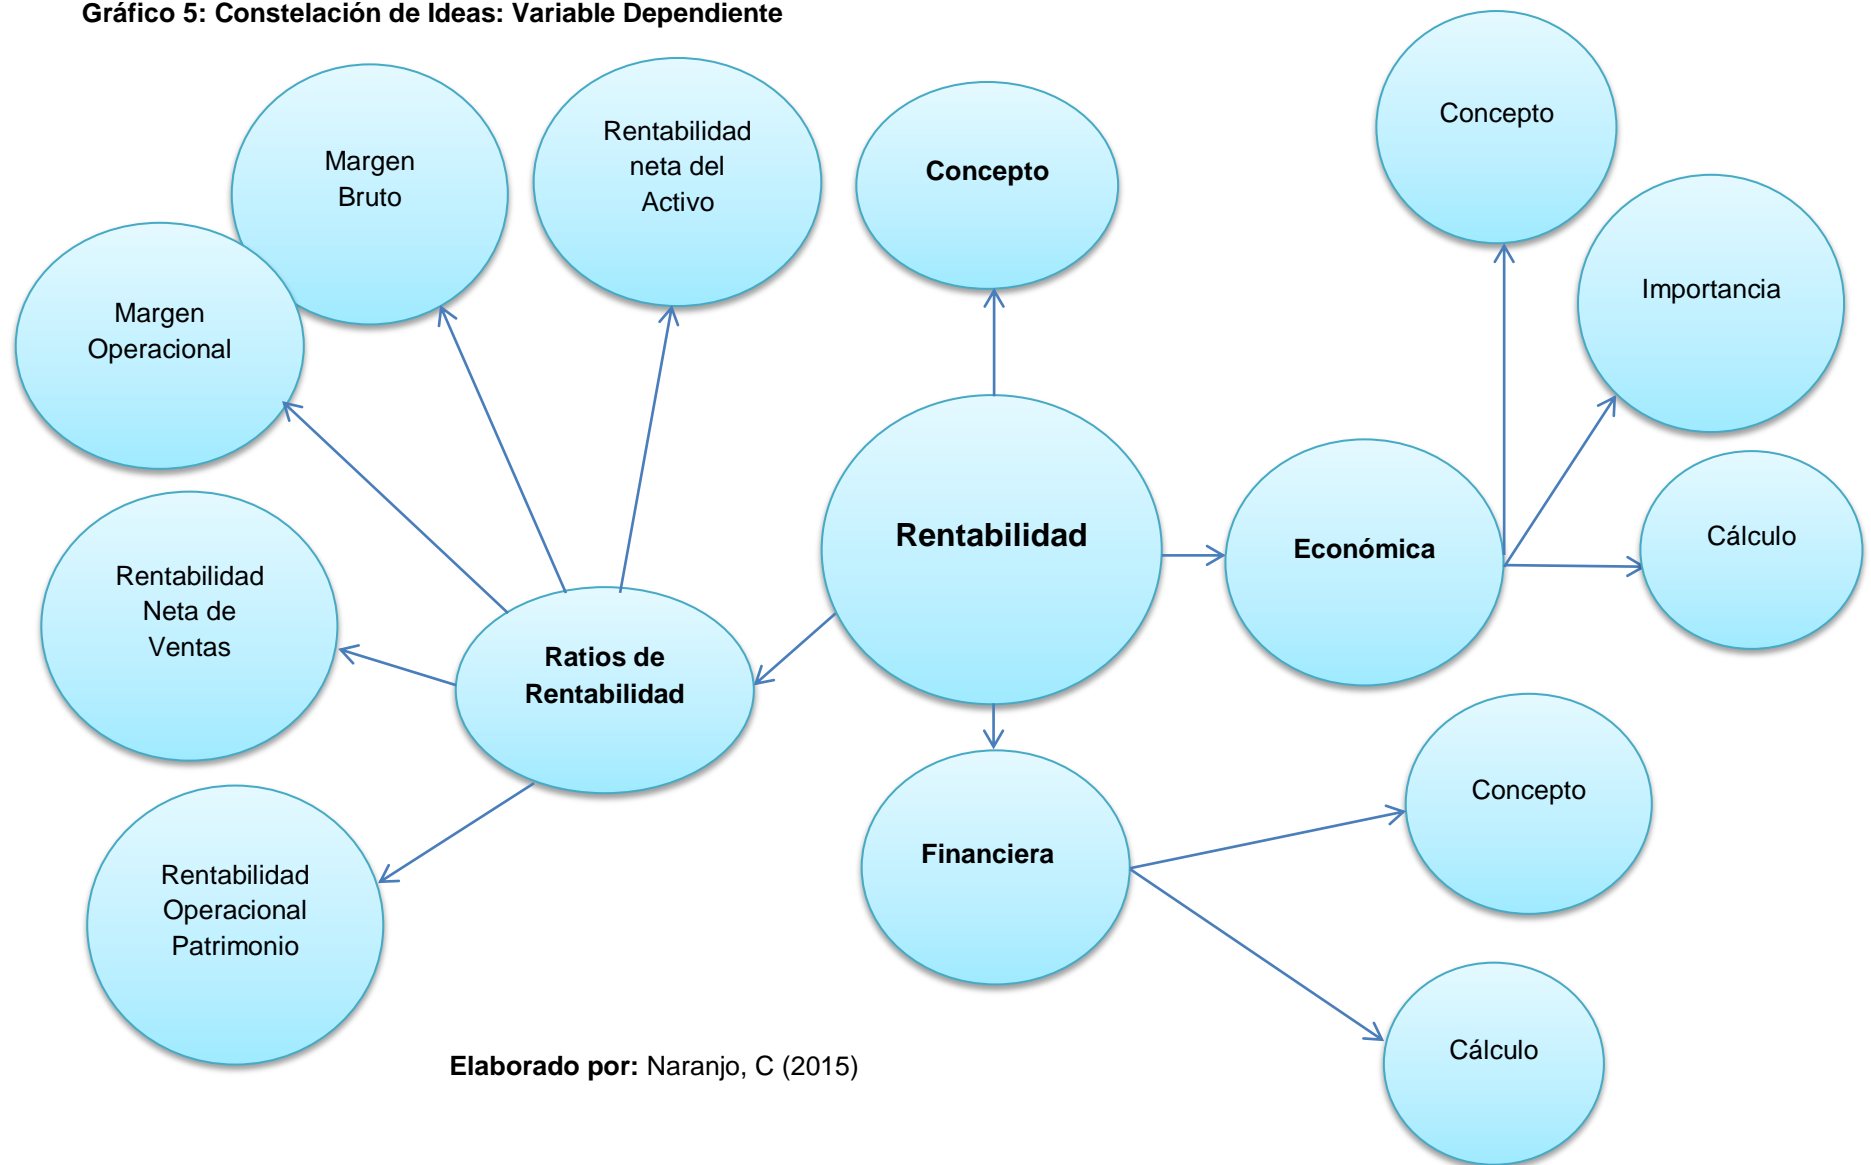 Gráfico 5: Constelación de Ideas: Variable Dependiente
Margen
Bruto
Rentabilidad
neta del
Activo
Concepto
Concepto
Margen
Operacional
Importancia
Rentabilidad
Económica
Cálculo
Rentabilidad
Neta de
Ventas
Ratios de
Rentabilidad
Financiera
Concepto
Rentabilidad
Operacional
Patrimonio
Cálculo
Elaborado por: Naranjo, C (2015)